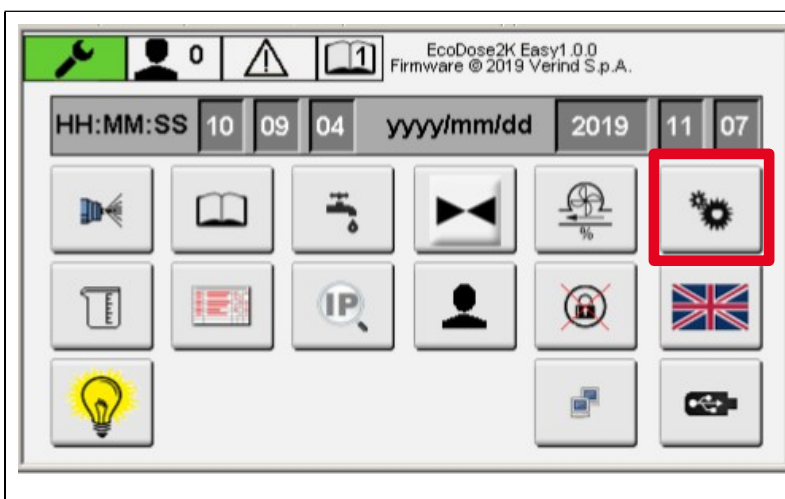 0
1
EcoDose2K Easy1.0.0
Firmware © 2019 Verind S.p.A.
HH:MM:SS 10 09 04 yyyy/mm/dd 2019 11 07
%
IP